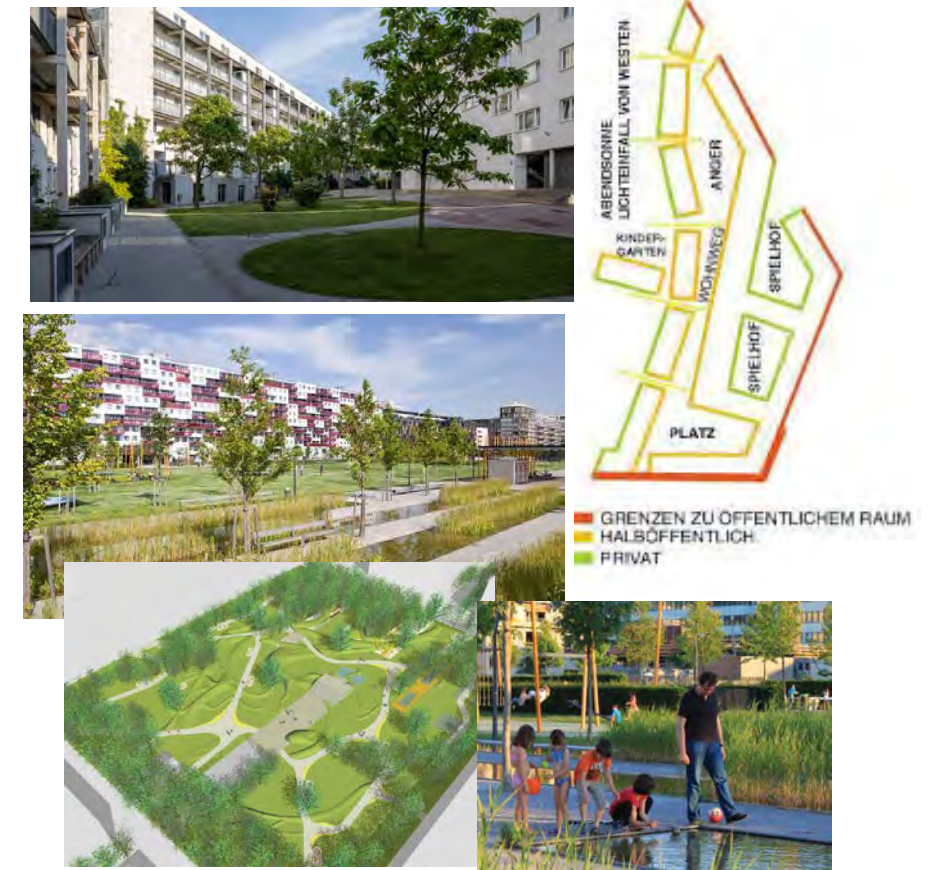 ABENDSONNE
LICHTEINFALL VON WESTEN
ANGER
KINDER-
GARTEN
WOHNWEG
SPIELHOF
SPIELHOF
PLATZ
GRENZEN ZU ÖFFENTLICHEM RAUM
HALBÖFFENTLICH
PRIVAT